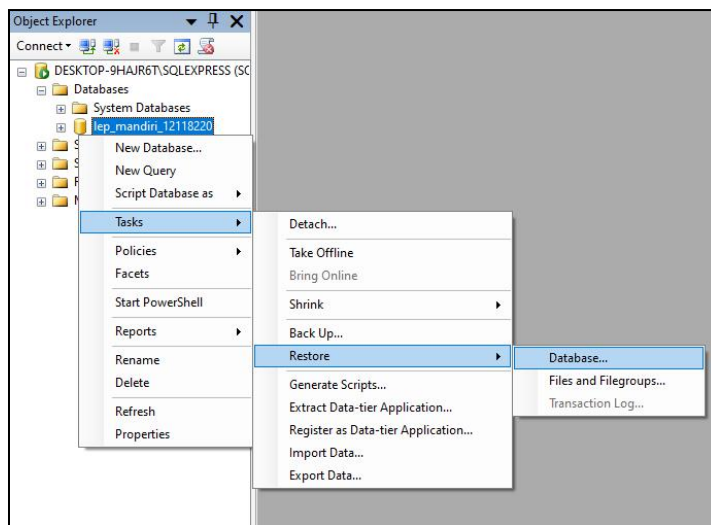 Object Explorer
Connect
DESKTOP-9HAJR6T\SQLEXPRESS (SC
Databases
System Databases
lep_mandiri_12118220
S
S
R
M
New Database...
New Query
Script Database as
Tasks
Policies
Facets
Start PowerShell
Reports
Rename
Delete
Refresh
Properties
Detach...
Take Offline
Bring Online
Shrink
Back Up...
Restore
Generate Scripts...
Extract Data-tier Application...
Register as Data-tier Application...
Import Data...
Export Data...
Database...
Files and Filegroups...
Transaction Log...